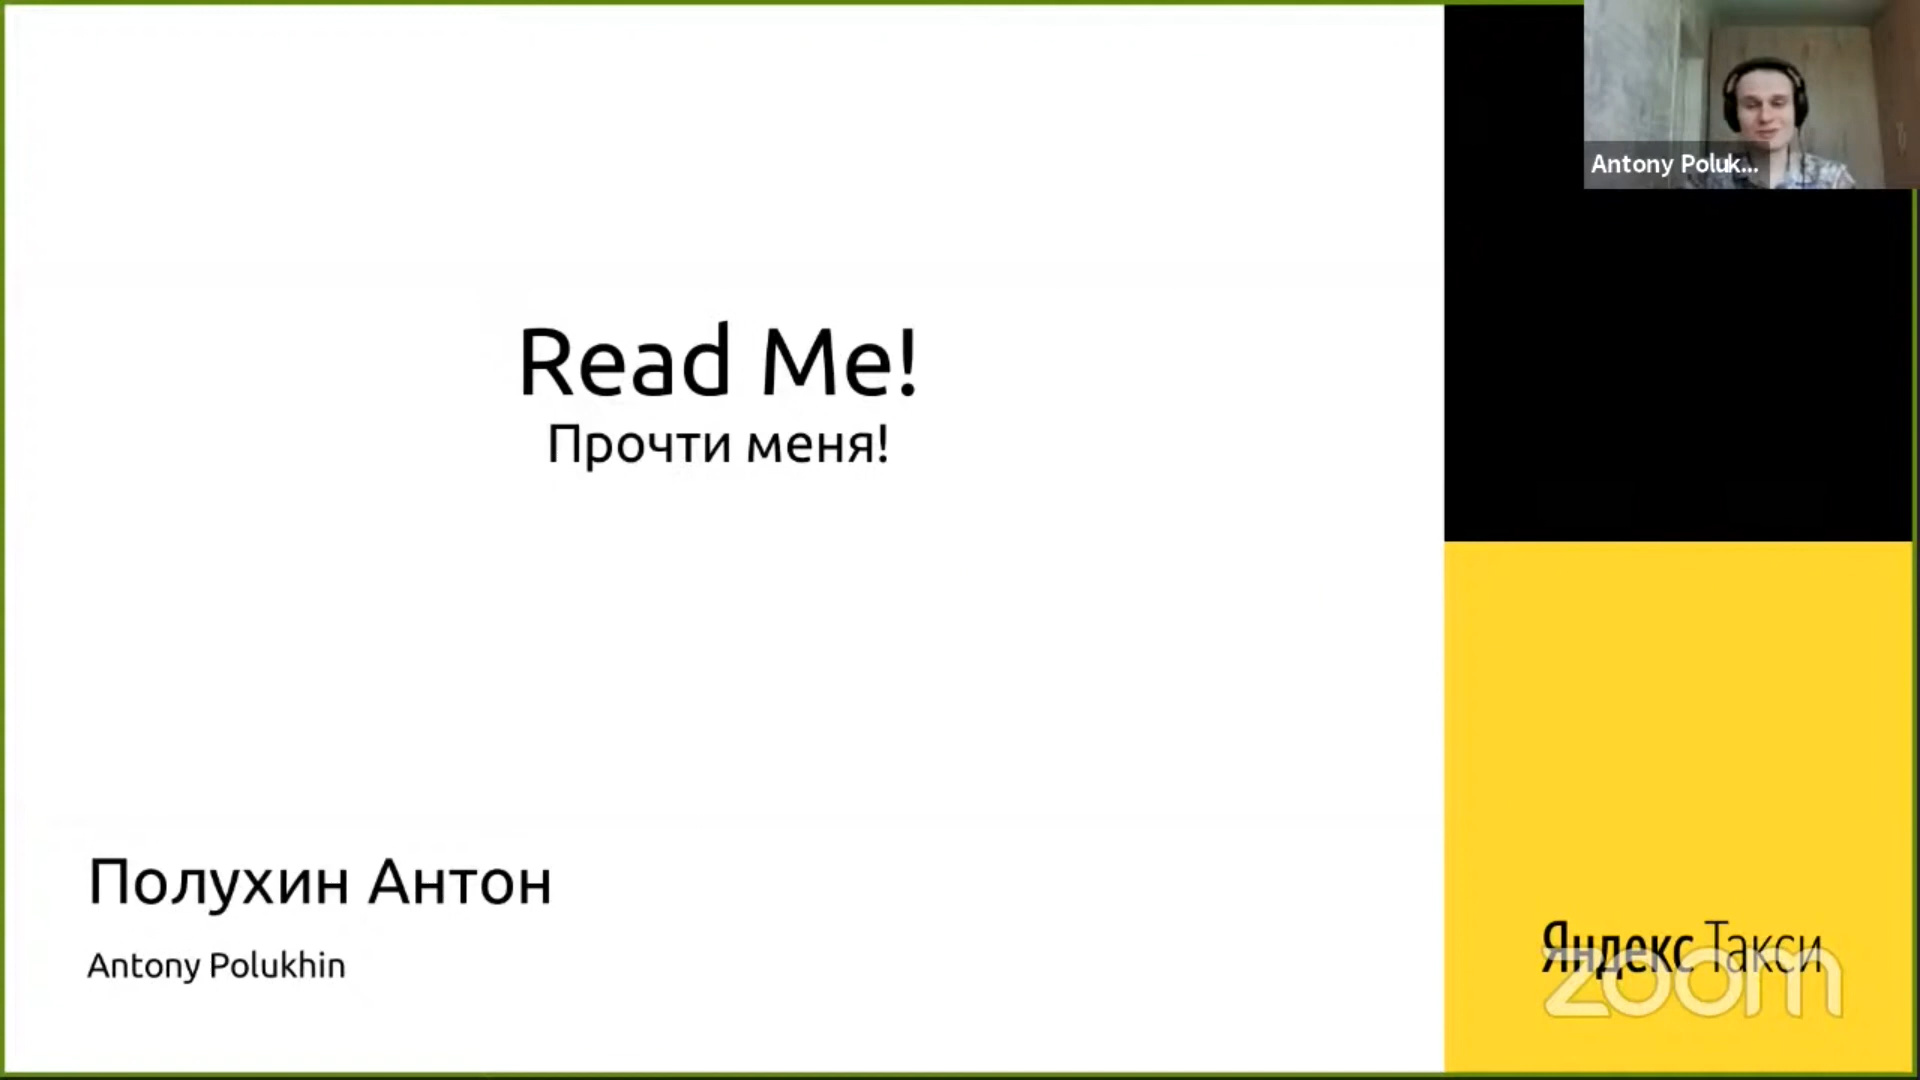 Antony Poluk...
Read Me!
Прочти меня!
Полухин Антон
Antony Polukhin
Яндекс Такси
zoom